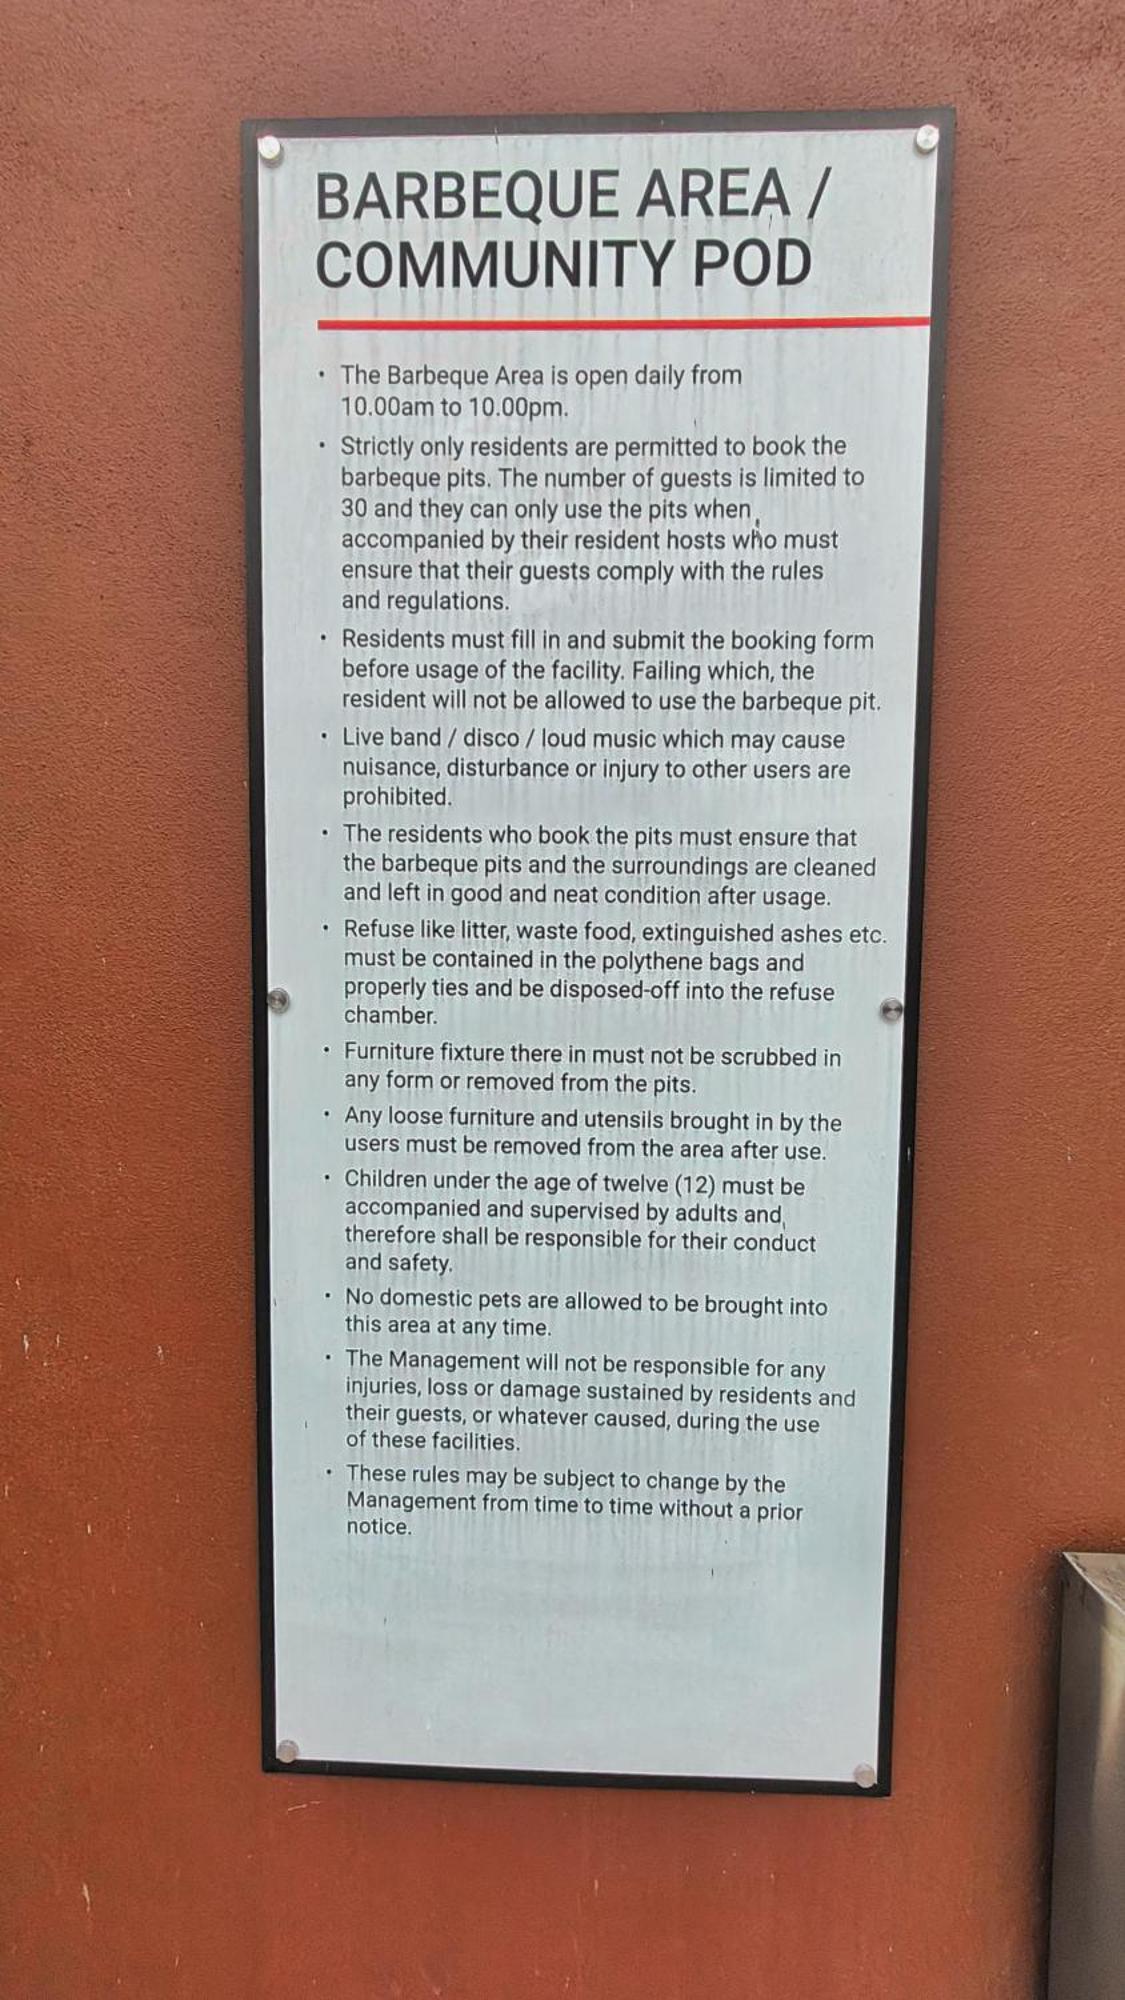 BARBEQUE AREA /
COMMUNITY POD
• The Barbeque Area is open daily from
10.00am to 10.00pm.
• Strictly only residents are permitted to book the
barbeque pits. The number of guests is limited to
30 and they can only use the pits when
accompanied by their resident hosts who must
ensure that their guests comply with the rules
and regulations.
• Residents must fill in and submit the booking form
before usage of the facility. Failing which, the
resident will not be allowed to use the barbeque pit.
• Live band / disco / loud music which may cause
nuisance, disturbance or injury to other users are
prohibited.
• The residents who book the pits must ensure that
the barbeque pits and the surroundings are cleaned
and left in good and neat condition after usage.
• Refuse like litter, waste food, extinguished ashes etc.
must be contained in the polythene bags and
properly ties and be disposed-off into the refuse
chamber.
• Furniture fixture there in must not be scrubbed in
any form or removed from the pits.
• Any loose furniture and utensils brought in by the
users must be removed from the area after use.
• Children under the age of twelve (12) must be
accompanied and supervised by adults and
therefore shall be responsible for their conduct
and safety.
• No domestic pets are allowed to be brought into
this area at any time.
• The Management will not be responsible for any
injuries, loss or damage sustained by residents and
their guests, or whatever caused, during the use
of these facilities.
• These rules may be subject to change by the
Management from time to time without a prior
notice.